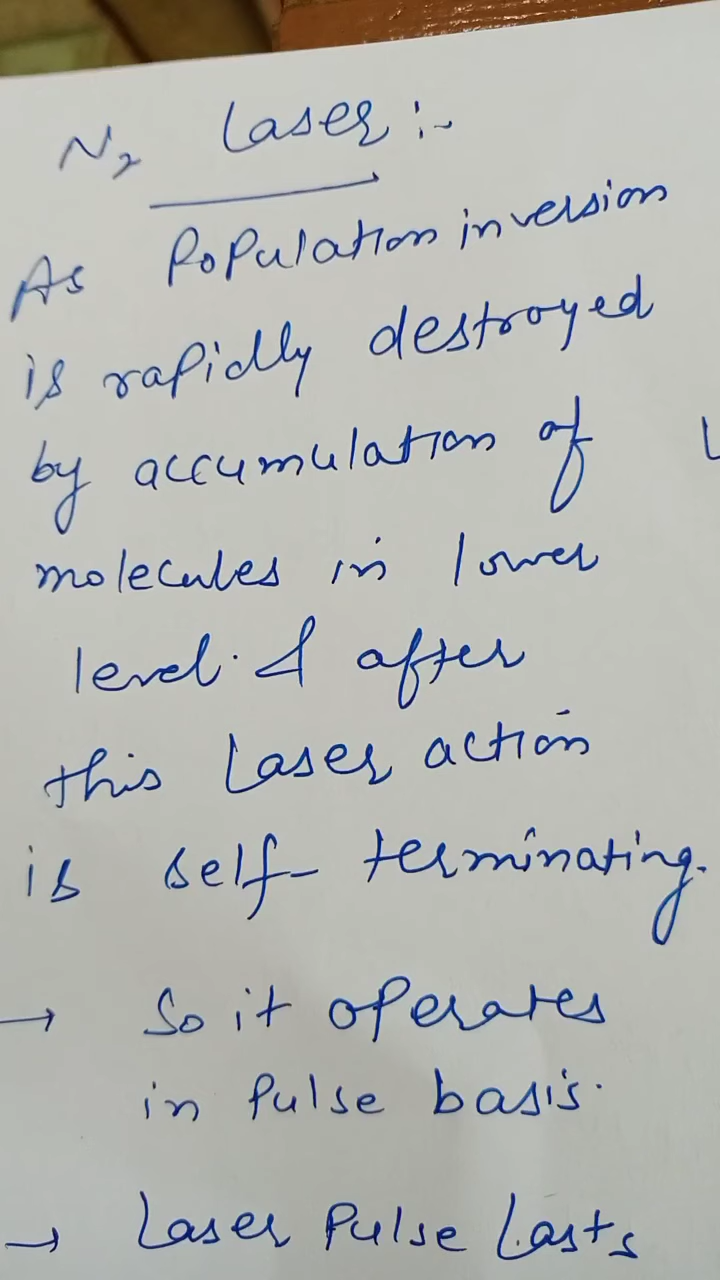 N₂ Laser :-
As Population inversion
is rapidly destroyed
by accumulation of
molecules in lower
level. & after
this Laser action
is self- terminating.
→ So it operates
in Pulse basis.
→ Laser Pulse Lasts